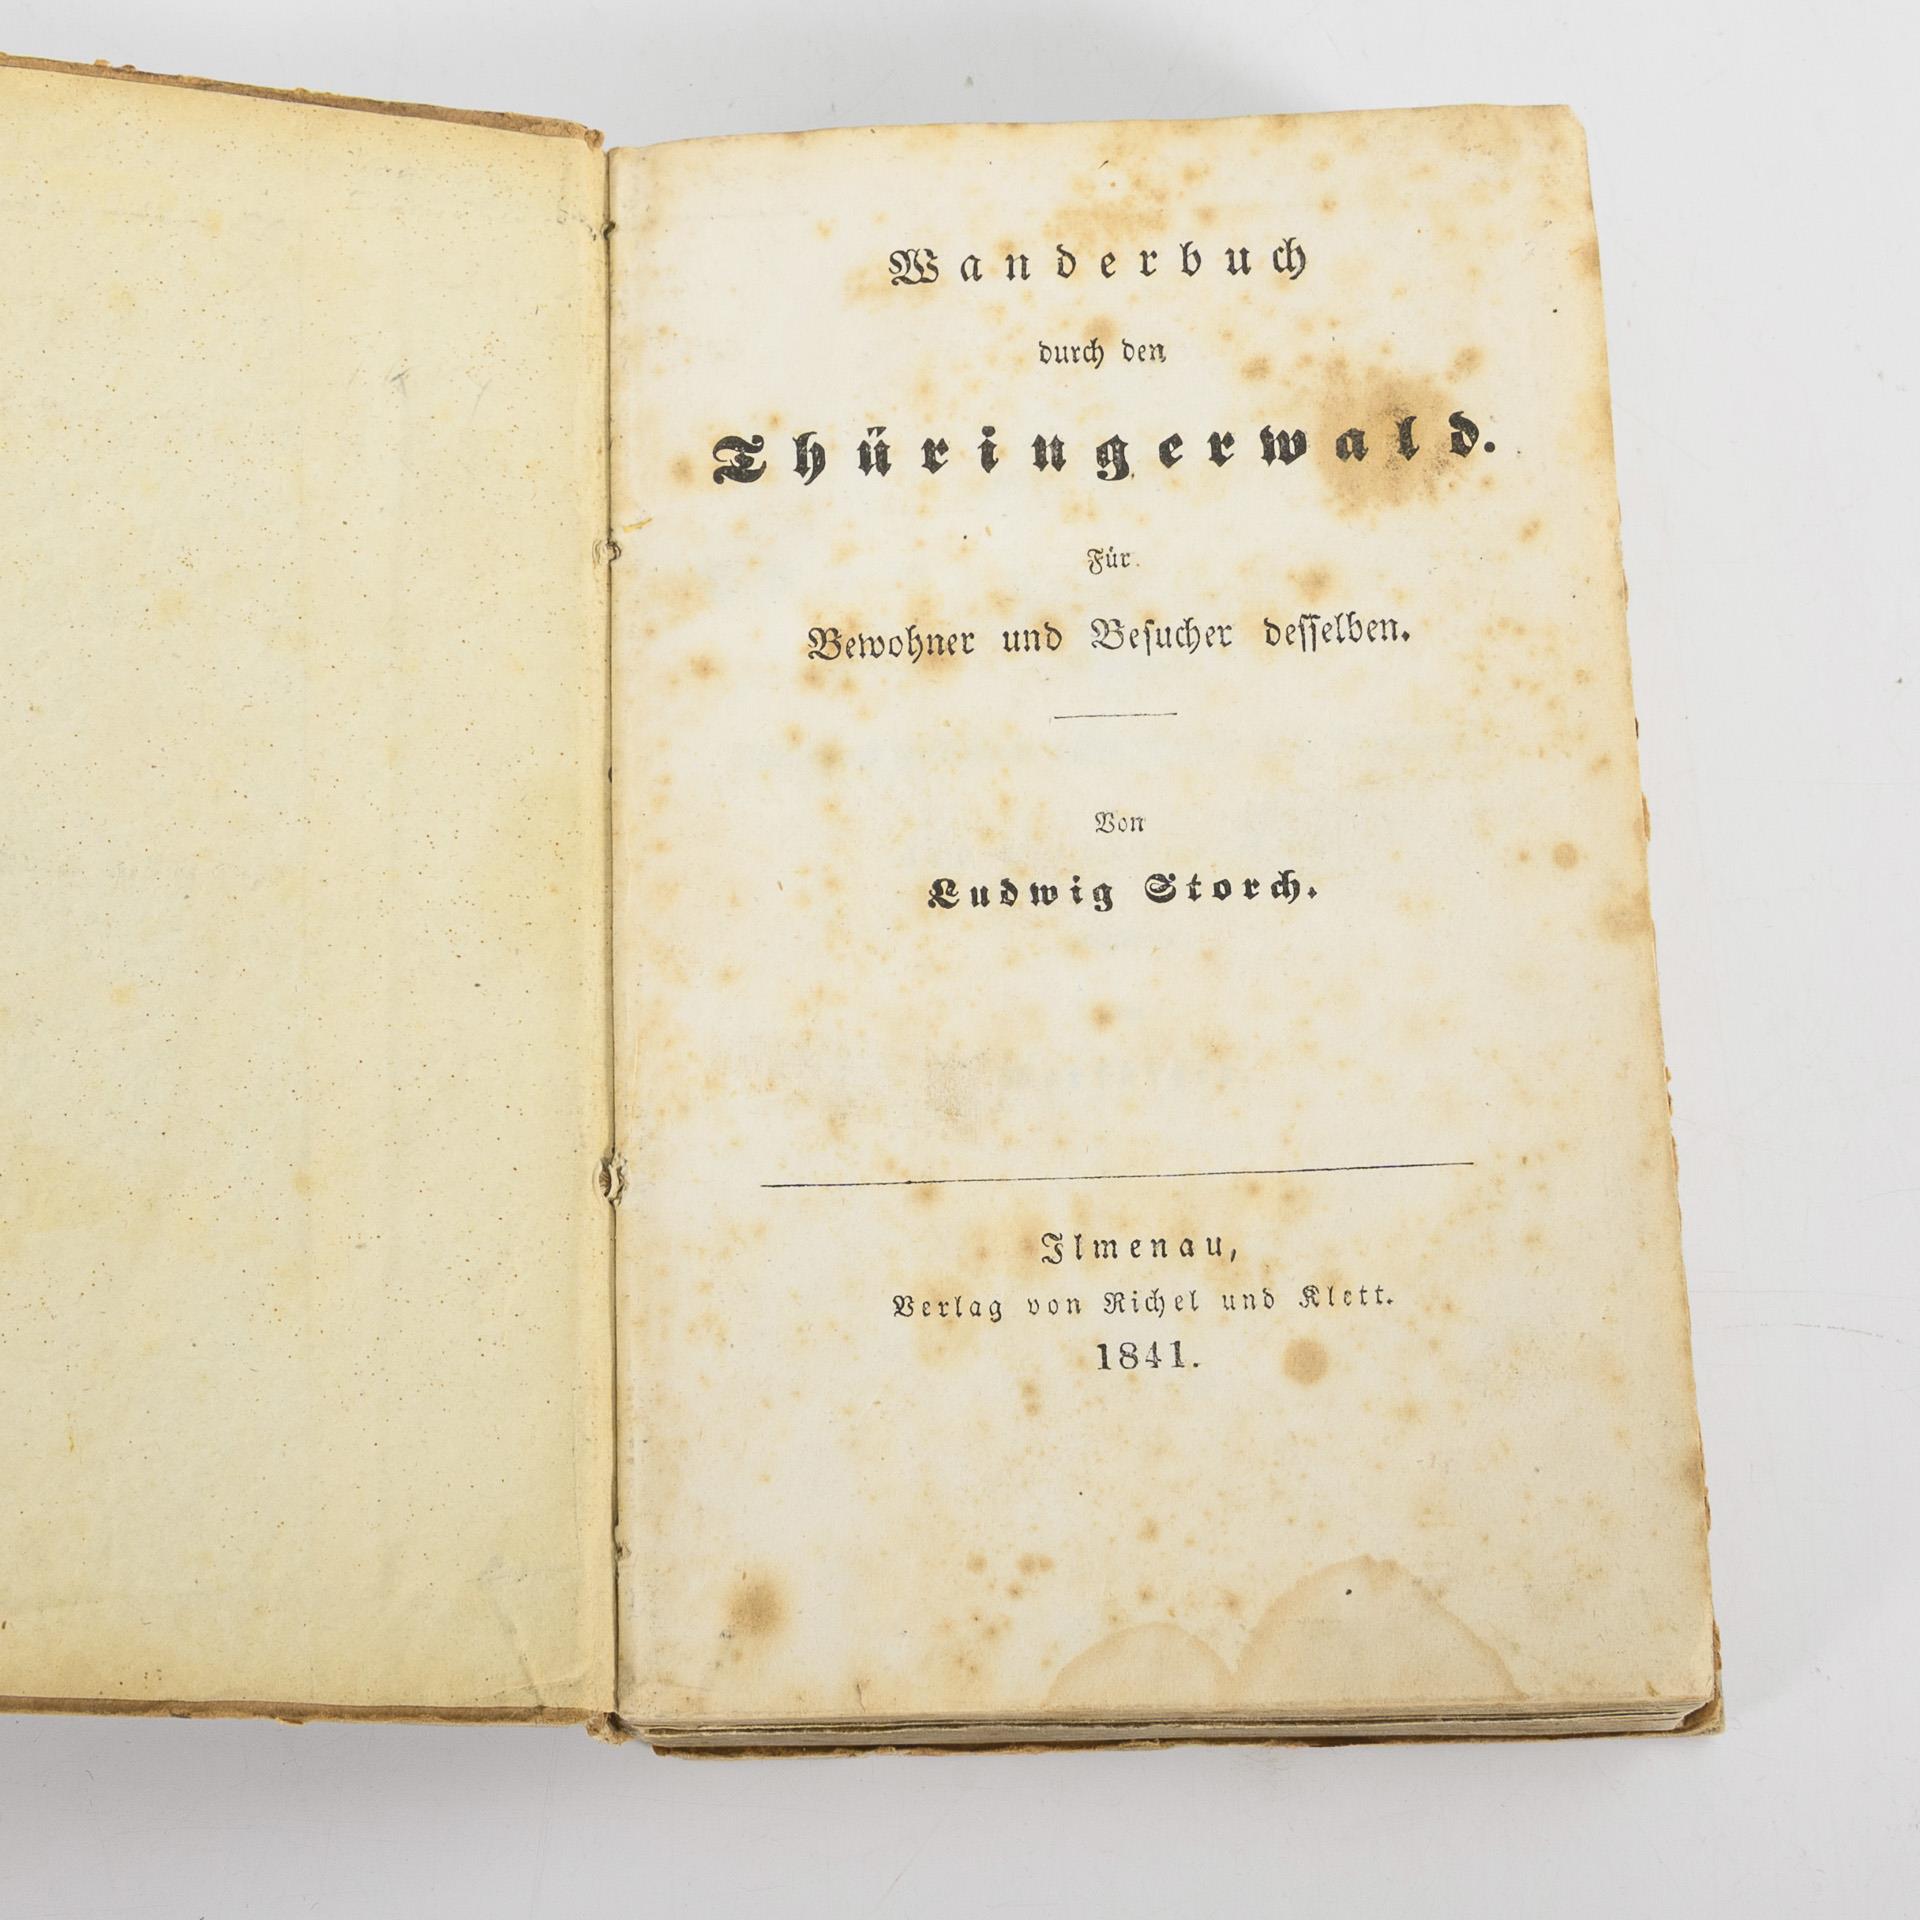 Wanderbuch
durch den
Thüringerwald.
Für
Bewohner und Beſucher deſſelben.
Von
Ludwig Storch.
Ilmenau,
Verlag von Richel und Klett.
1841.